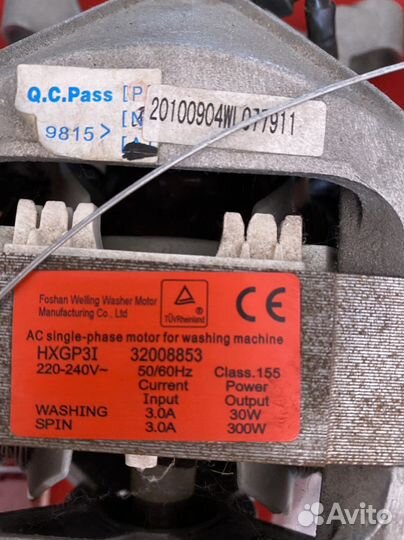 Q.C.Pass [P
[N
9815> [A
20100904WL077911
Foshan Welling Washer Motor
Manufacturing Co., Ltd
TÜVRheinland
CE
AC single-phase motor for washing machine
HXGP3I 32008853
220-240V~ 50/60Hz Class.155
Current Power
Input Output
WASHING 3.0A 30W
SPIN 3.0A 300W
Avito